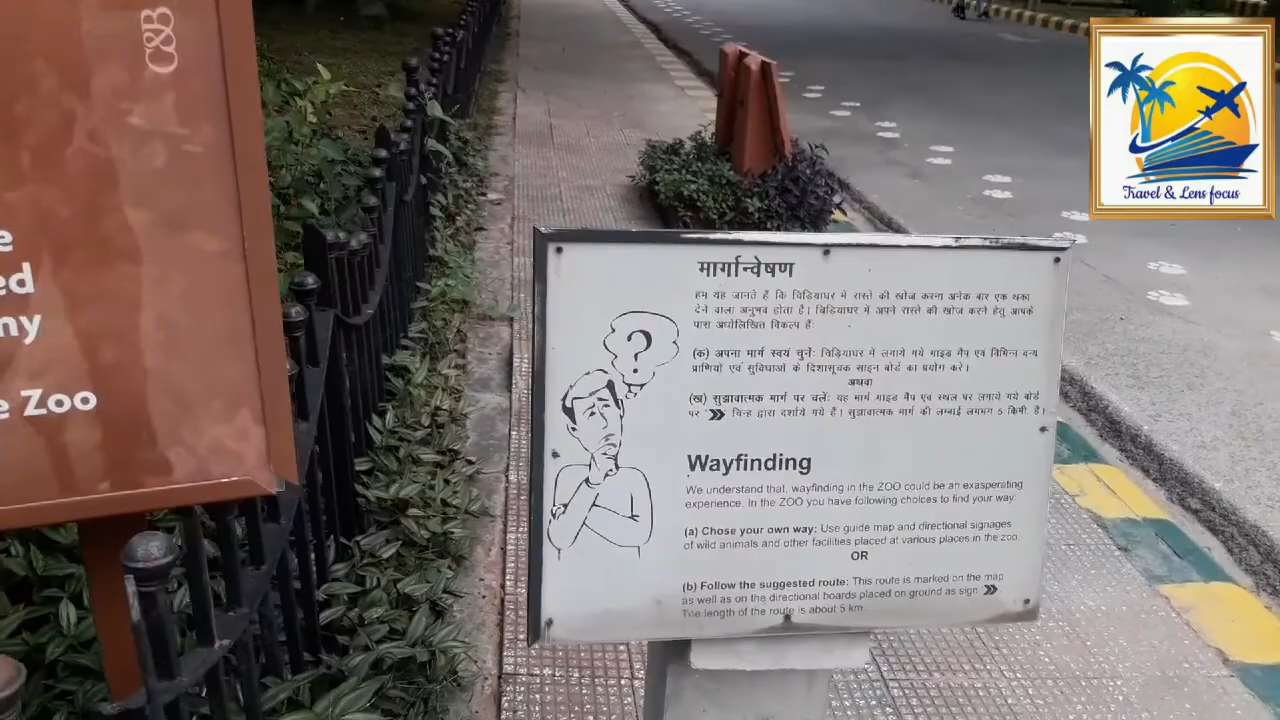 C&B
e
ed
ny
e Zoo
Travel & Lens focus
मार्गान्वेषण
हम यह जानते हैं कि चिड़ियाघर में रास्ते की खोज करना अनेक बार एक थका
देने वाला अनुभव होता है। चिड़ियाघर में अपने रास्ते की खोज करने हेतु आपके
पास अधोलिखित विकल्प हैं:
(क) अपना मार्ग स्वयं चुनें: चिड़ियाघर में लगाये गये गाइड मैप एवं विभिन्न वन्य
प्राणियों एवं सुविधाओं के दिशासूचक साइन बोर्ड का प्रयोग करें।
अथवा
(ख) सुझावात्मक मार्ग पर चलें: यह मार्ग गाइड मैप एवं स्थल पर लगाये गये बोर्ड
पर चिन्ह द्वारा दर्शाये गये हैं। सुझावात्मक मार्ग की लम्बाई लगभग 5 किमी. है।
?
Wayfinding
We understand that, wayfinding in the ZOO could be an exasperating
experience. In the ZOO you have following choices to find your way:
(a) Chose your own way: Use guide map and directional signages
of wild animals and other facilities placed at various places in the zoo.
OR
(b) Follow the suggested route: This route is marked on the map
as well as on the directional boards placed on ground as sign
The length of the route is about 5 km.